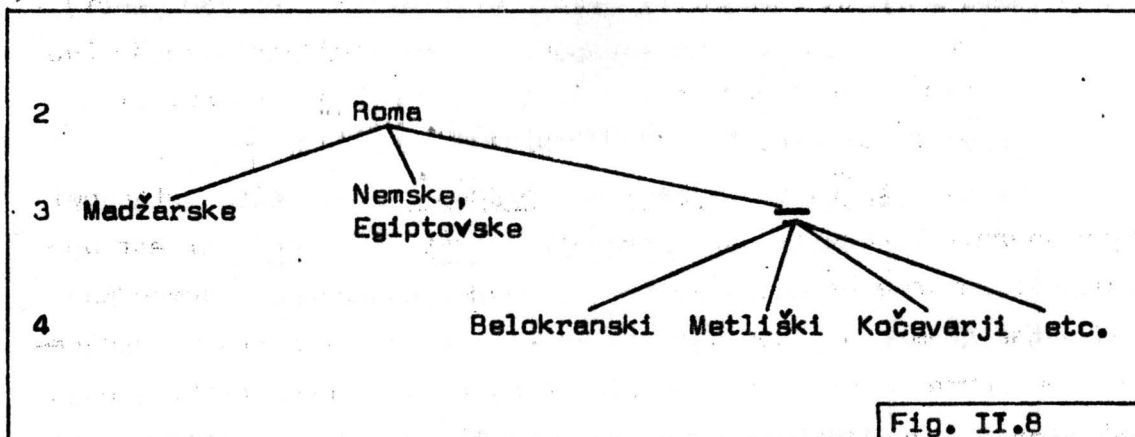 2 Roma
3 Madžarske Nemske, —
Egiptovske
4 Belokranski Metliški Kočevarji etc.
Fig. II.8